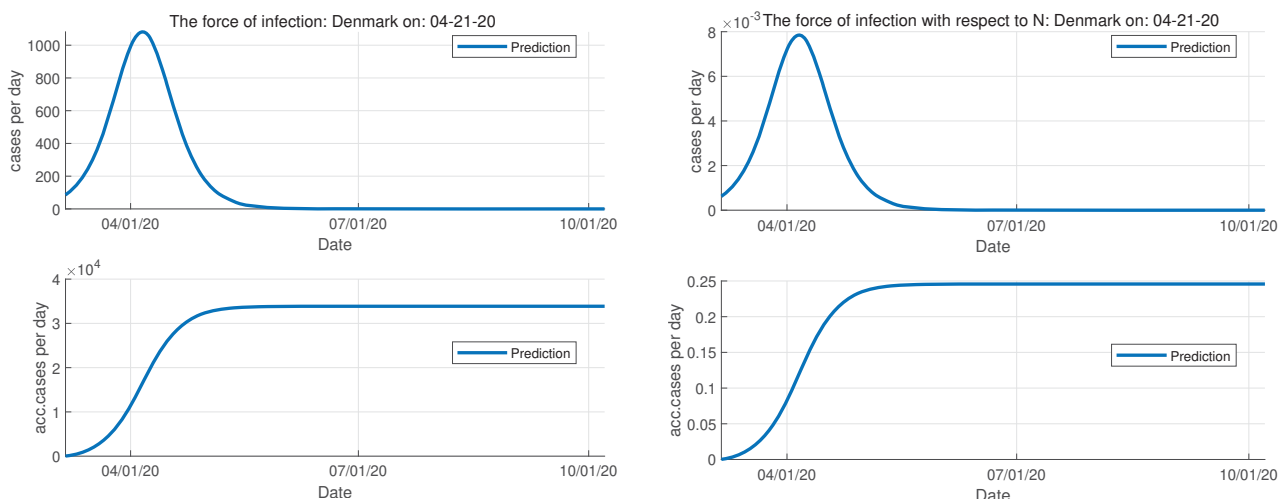 The force of infection: Denmark on: 04-21-20
cases per day
1000
800
600
400
200
0
Prediction
04/01/20
07/01/20
10/01/20
Date
×10^-3 The force of infection with respect to N: Denmark on: 04-21-20
cases per day
8
6
4
2
0
Prediction
04/01/20
07/01/20
10/01/20
Date
×10^4
acc.cases per day
4
3
2
1
0
Prediction
04/01/20
07/01/20
10/01/20
Date
acc.cases per day
0.25
0.2
0.15
0.1
0.05
0
Prediction
04/01/20
07/01/20
10/01/20
Date